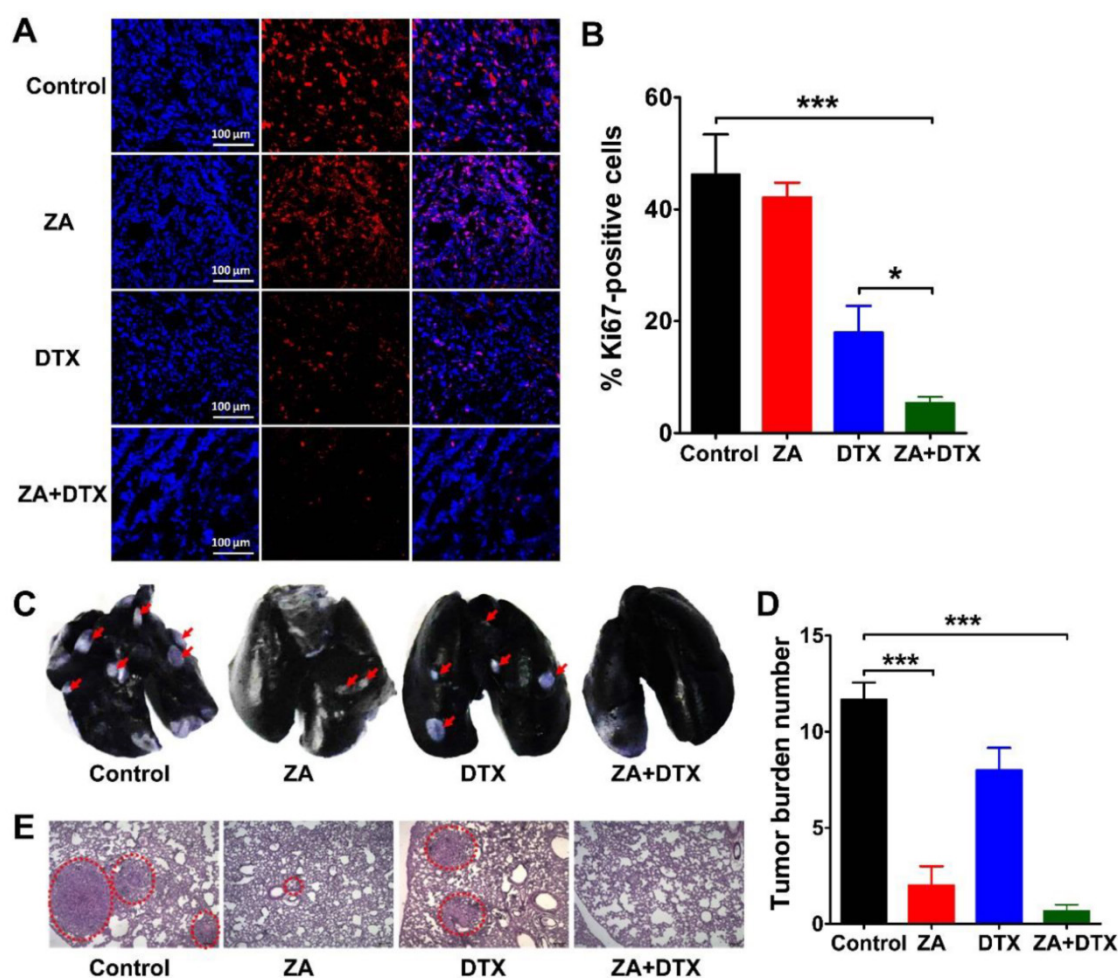 A
Control
100 μm
ZA
100 μm
DTX
100 μm
ZA+DTX
100 μm
B
% Ki67-positive cells
60
40
20
0
***
*
Control ZA DTX ZA+DTX
C
Control ZA DTX ZA+DTX
D
Tumor burden number
15
10
5
0
***
***
Control ZA DTX ZA+DTX
E
Control ZA DTX ZA+DTX